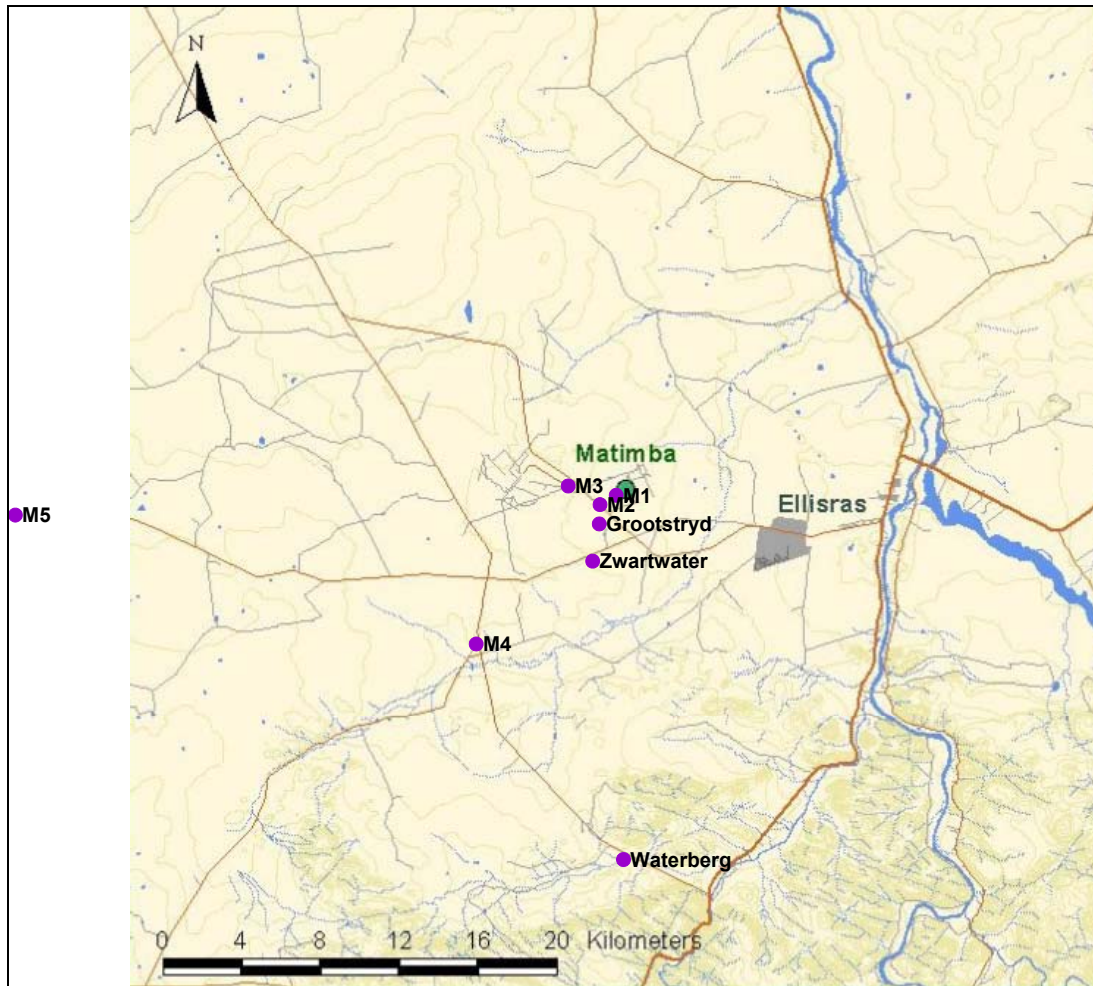 N
Matimba
M3
M1
M2
Ellisras
M5
Grootstryd
Zwartwater
M4
Waterberg
0 4 8 12 16 20 Kilometers